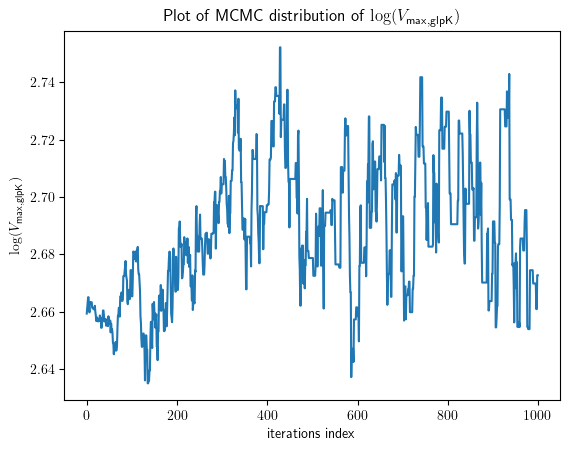 Plot of MCMC distribution of log(V_max,glpK)
log(V_max,glpK)
2.74
2.72
2.70
2.68
2.66
2.64
0 200 400 600 800 1000
iterations index